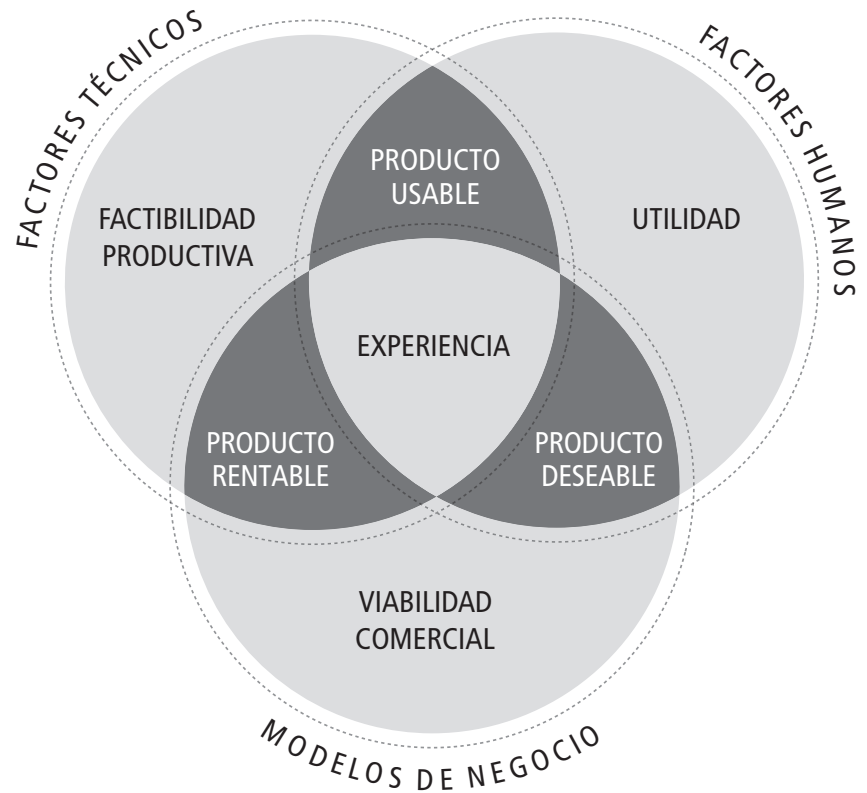 FACTORES TÉCNICOS
FACTORES HUMANOS
PRODUCTO
USABLE
FACTIBILIDAD
PRODUCTIVA
UTILIDAD
EXPERIENCIA
PRODUCTO
RENTABLE
PRODUCTO
DESEABLE
VIABILIDAD
COMERCIAL
MODELOS DE NEGOCIO